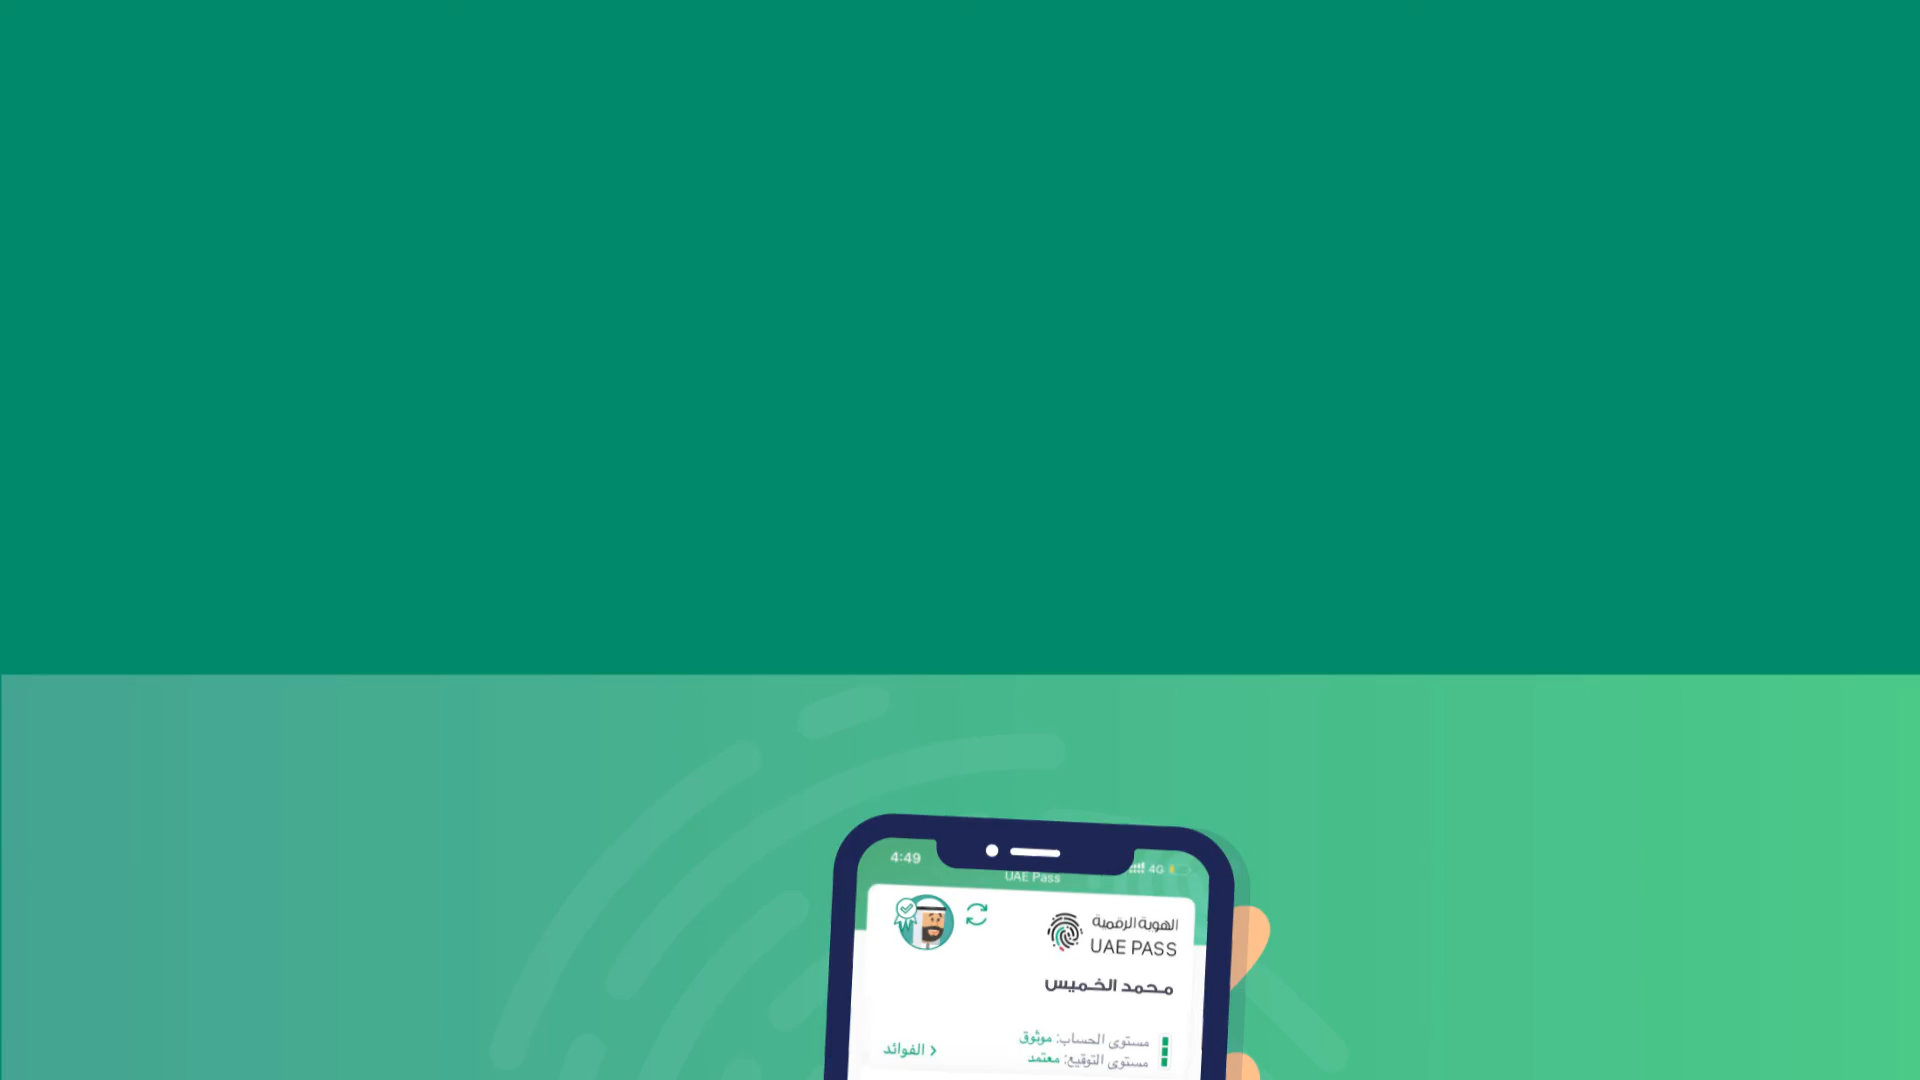 4:49
4G
UAE Pass
الهوية الرقمية
UAE PASS
محمد الخميس
مستوى الحساب: موثوق
مستوى التوقيع: معتمد
الفوائد